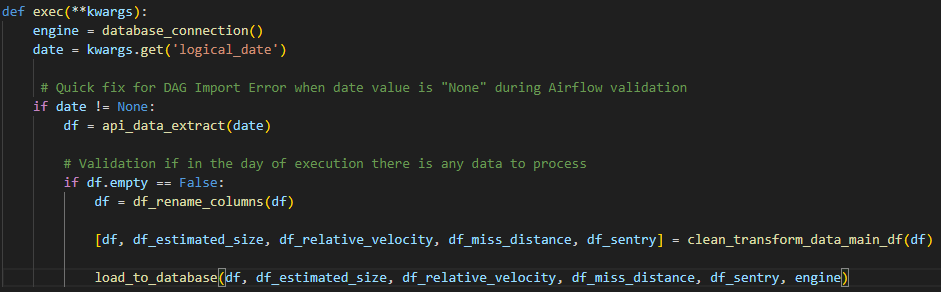 def exec(**kwargs):
    engine = database_connection()
    date = kwargs.get('logical_date')
     # Quick fix for DAG Import Error when date value is "None" during Airflow validation
    if date != None:
        df = api_data_extract(date)
        # Validation if in the day of execution there is any data to process
        if df.empty == False:
            df = df_rename_columns(df)
            [df, df_estimated_size, df_relative_velocity, df_miss_distance, df_sentry] = clean_transform_data_main_df(df)
            load_to_database(df, df_estimated_size, df_relative_velocity, df_miss_distance, df_sentry, engine)